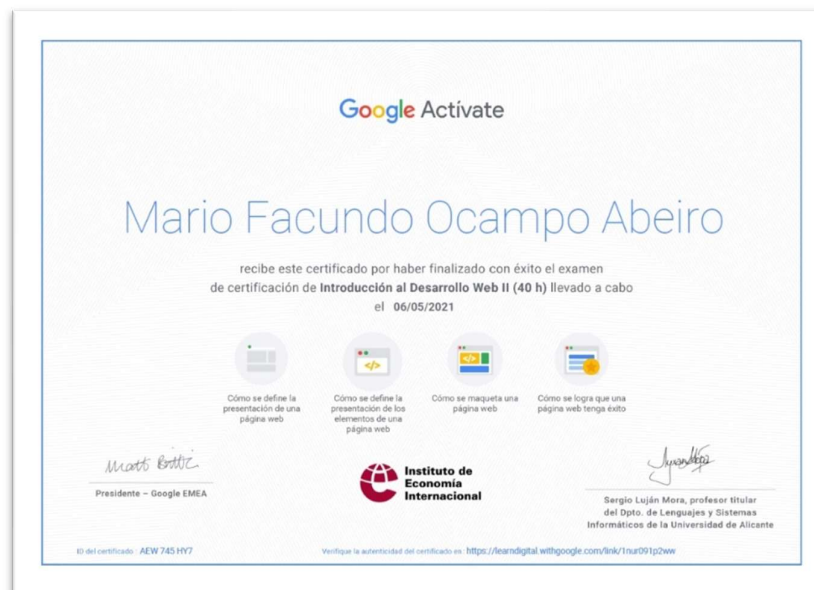 Google Actívate
Mario Facundo Ocampo Abeiro
recibe este certificado por haber finalizado con éxito el examen
de certificación de Introducción al Desarrollo Web II (40 h) llevado a cabo
el 06/05/2021
Cómo se define la
presentación de una
página web
Cómo se define la
presentación de los
elementos de una
página web
Cómo se maqueta una
página web
Cómo se logra que una
página web tenga éxito
Presidente – Google EMEA
Instituto de
Economía
Internacional
Sergio Luján Mora, profesor titular
del Dpto. de Lenguajes y Sistemas
Informáticos de la Universidad de Alicante
ID del certificado : AEW 745 HY7
Verifique la autenticidad del certificado en: https://learndigital.withgoogle.com/link/1nur091p2ww